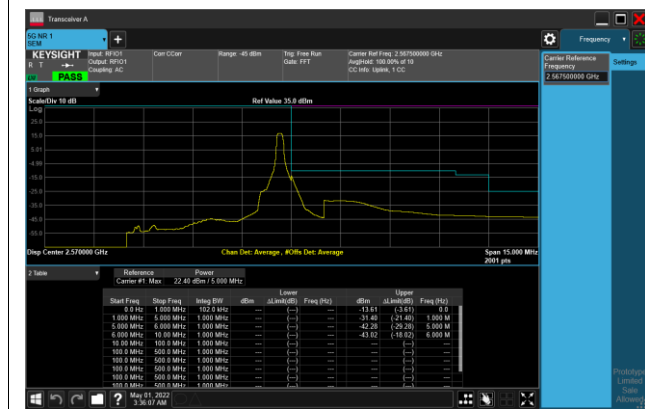 Transceiver A
5G NR 1
SEM
Frequency
KEYSIGHT
R T
PASS
Input: RFIO1
Output: RFIO1
Coupling: AC
Corr CCorr
Range: -45 dBm
Trig: Free Run
Gate: FFT
Carrier Ref Freq: 2.567500000 GHz
Avg|Hold: 100.00% of 10
CC Info: Uplink, 1 CC
Carrier Reference
Frequency
2.567500000 GHz
Settings
1 Graph
Scale/Div 10 dB
Ref Value 35.0 dBm
Log
25.0
15.0
5.01
-4.99
-15.0
-25.0
-35.0
-45.0
-55.0
Disp Center 2.570000 GHz
Chan Det: Average , #Offs Det: Average
Span 15.000 MHz
2001 pts
2 Table
Reference Power
Carrier #1 Max 22.40 dBm / 5.000 MHz
Lower Upper
Start Freq Stop Freq Integ BW dBm ΔLimit(dB) Freq (Hz) dBm ΔLimit(dB) Freq (Hz)
0.0 Hz 1.000 MHz 102.0 kHz --- (---) --- -13.61 (-3.61) 0.0
1.000 MHz 5.000 MHz 1.000 MHz --- (---) --- -31.40 (-21.40) 1.000 M
5.000 MHz 6.000 MHz 1.000 MHz --- (---) --- -42.28 (-29.28) 5.000 M
6.000 MHz 10.00 MHz 1.000 MHz --- (---) --- -43.02 (-18.02) 6.000 M
10.00 MHz 100.0 MHz 1.000 MHz --- (---) --- --- (---) ---
100.0 MHz 500.0 MHz 1.000 MHz --- (---) --- --- (---) ---
100.0 MHz 500.0 MHz 1.000 MHz --- (---) --- --- (---) ---
100.0 MHz 500.0 MHz 1.000 MHz --- (---) --- --- (---) ---
100.0 MHz 500.0 MHz 1.000 MHz --- (---) --- --- (---) ---
May 01, 2022
3:36:07 AM
Prototype
Limited
Sale
Allowed